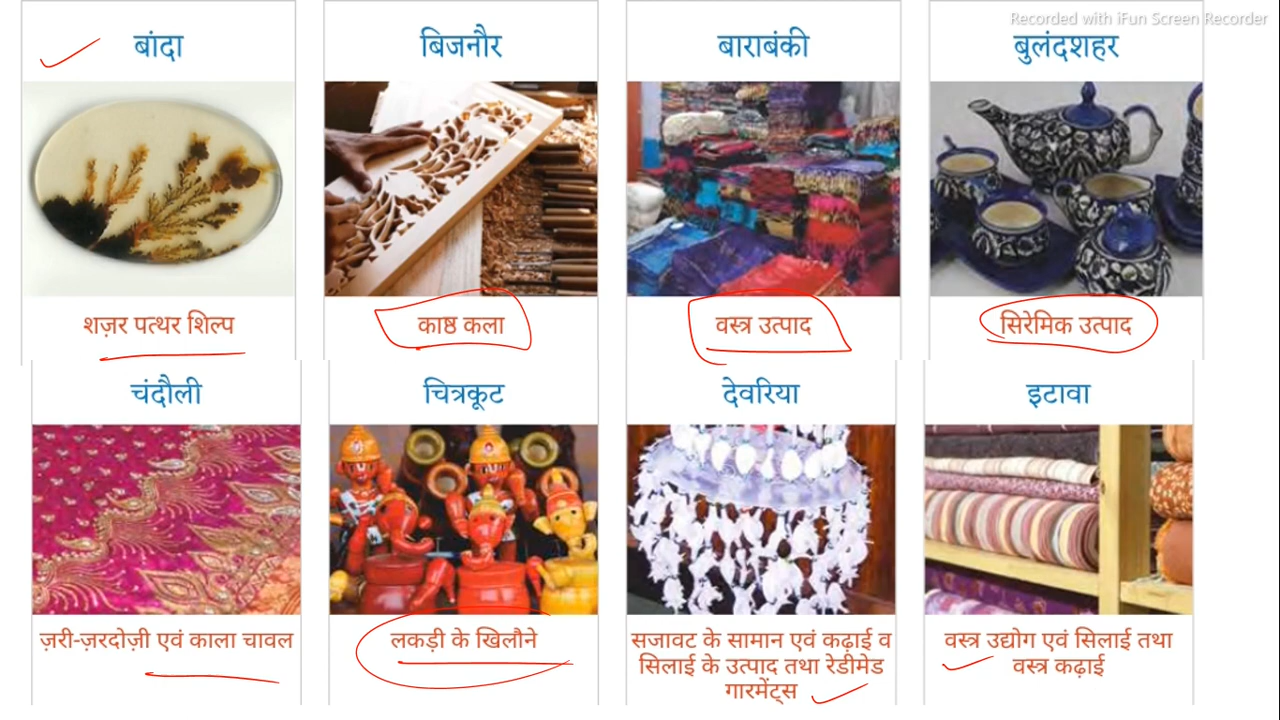 Recorded with iFun Screen Recorder
बांदा
बिजनौर
बाराबंकी
बुलंदशहर
शज़र पत्थर शिल्प
काष्ठ कला
वस्त्र उत्पाद
सिरेमिक उत्पाद
चंदौली
चित्रकूट
देवरिया
इटावा
ज़री-ज़रदोज़ी एवं काला चावल
लकड़ी के खिलौने
सजावट के सामान एवं कढ़ाई व
सिलाई के उत्पाद तथा रेडीमेड
गारमेंट्स
वस्त्र उद्योग एवं सिलाई तथा
वस्त्र कढ़ाई